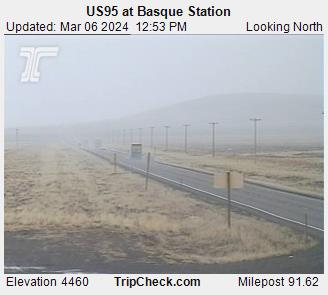 US95 at Basque Station
Updated: Mar 06 2024 12:53 PM Looking North
Elevation 4460 TripCheck.com Milepost 91.62